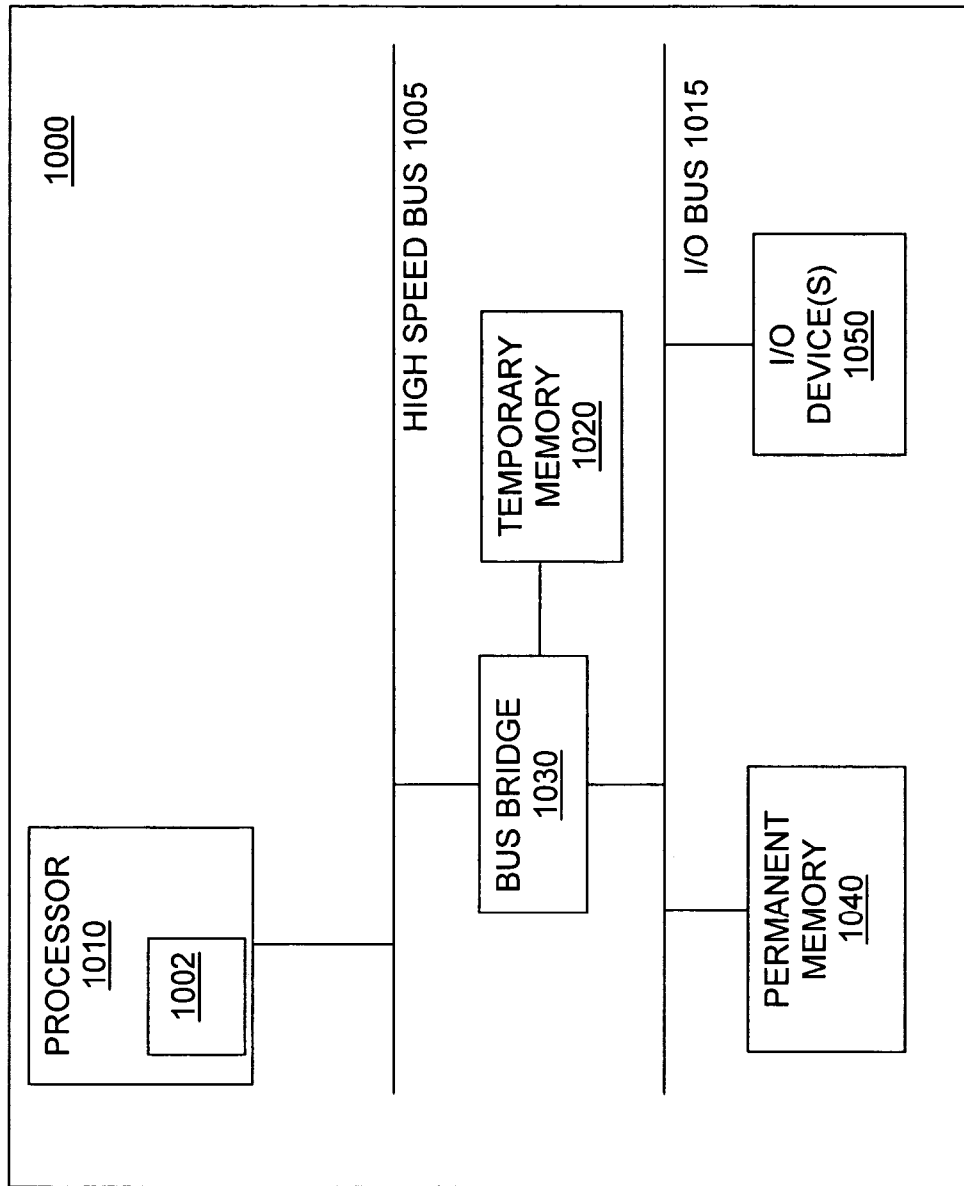 1000
PROCESSOR
1010
1002
HIGH SPEED BUS 1005
BUS BRIDGE
1030
TEMPORARY
MEMORY
1020
I/O BUS 1015
PERMANENT
MEMORY
1040
I/O
DEVICE(S)
1050